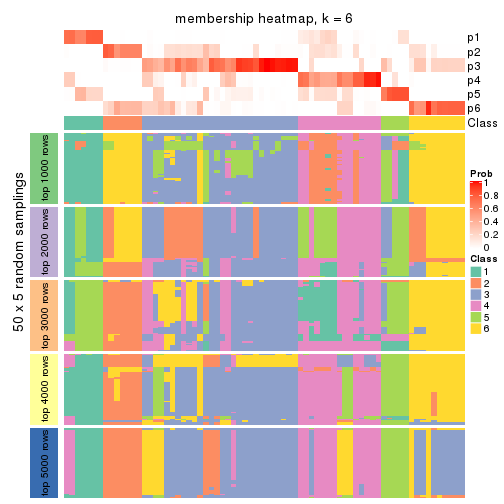 membership heatmap, k = 6
p1
p2
p3
p4
p5
p6
Class
50 x 5 random samplings
top 1000 rows
top 2000 rows
top 3000 rows
top 4000 rows
top 5000 rows
Prob
1
0.8
0.6
0.4
0.2
0
Class
1
2
3
4
5
6